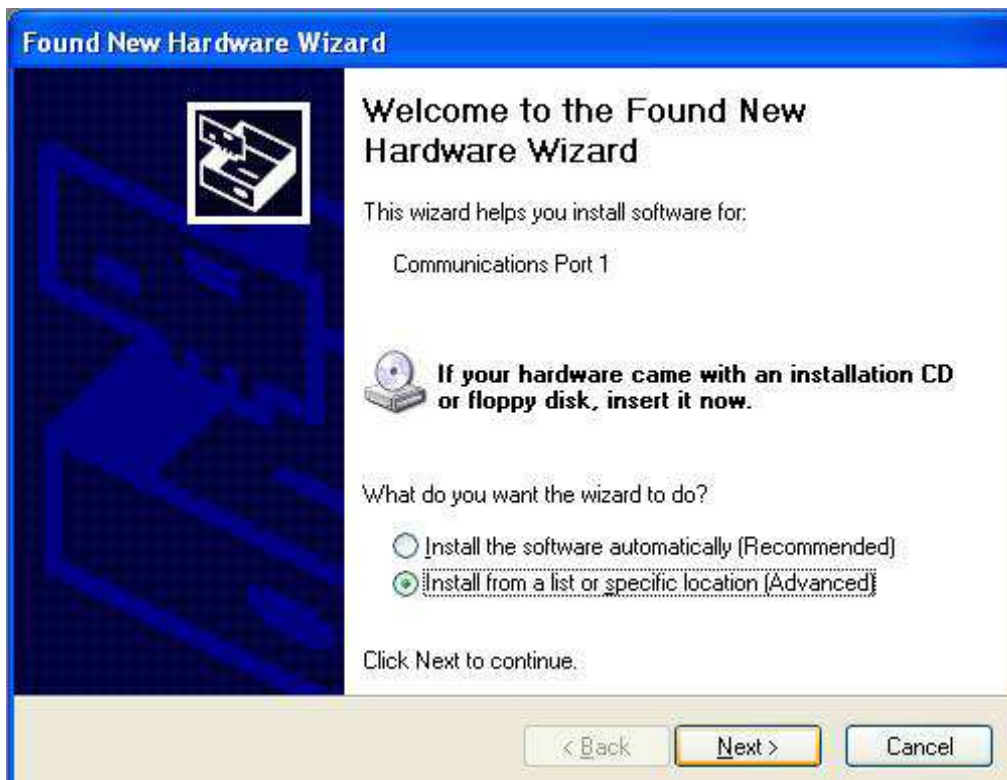 Found New Hardware Wizard
Welcome to the Found New
Hardware Wizard
This wizard helps you install software for:
Communications Port 1
If your hardware came with an installation CD
or floppy disk, insert it now.
What do you want the wizard to do?
Install the software automatically (Recommended)
Install from a list or specific location (Advanced)
Click Next to continue.
< Back Next > Cancel